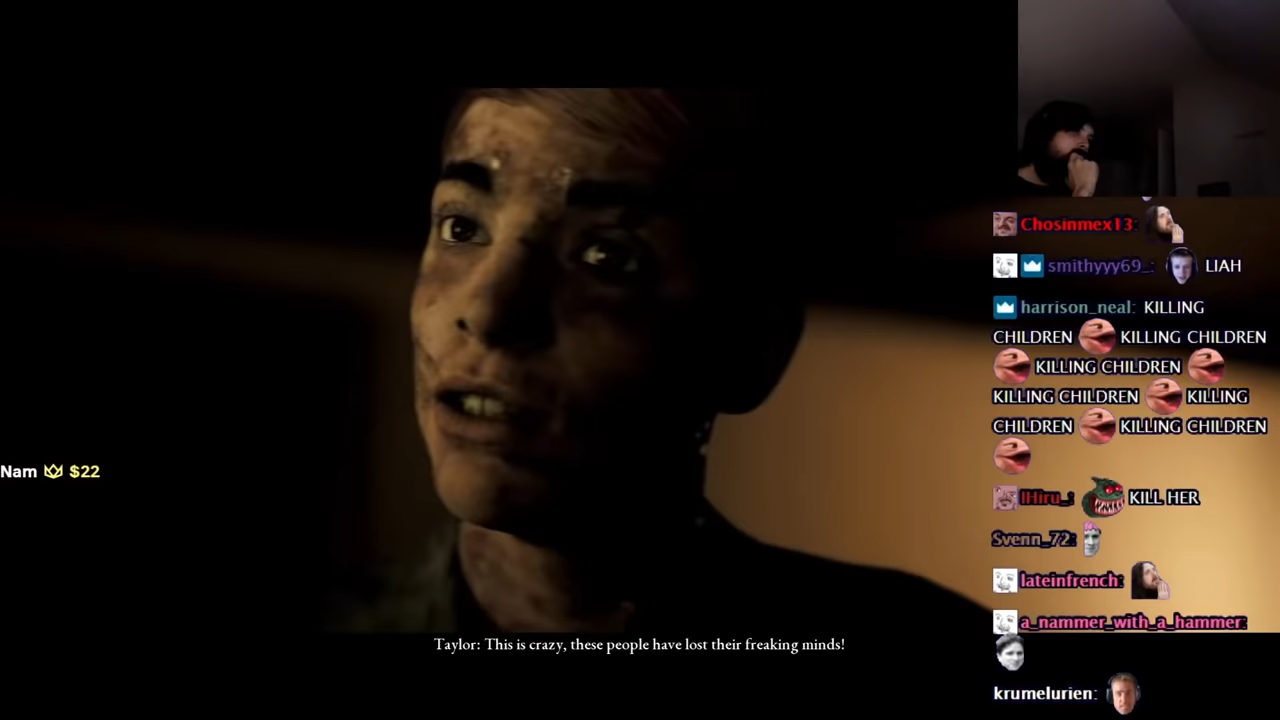 Chosinmex13:
smithyyy69_: LIAH
harrison_neal: KILLING
CHILDREN KILLING CHILDREN
KILLING CHILDREN
KILLING CHILDREN KILLING
CHILDREN KILLING CHILDREN
Nam $22
IHiru_: KILL HER
Svenn_72:
lateinfrench:
a_nammer_with_a_hammer:
Taylor: This is crazy, these people have lost their freaking minds!
krumelurien: